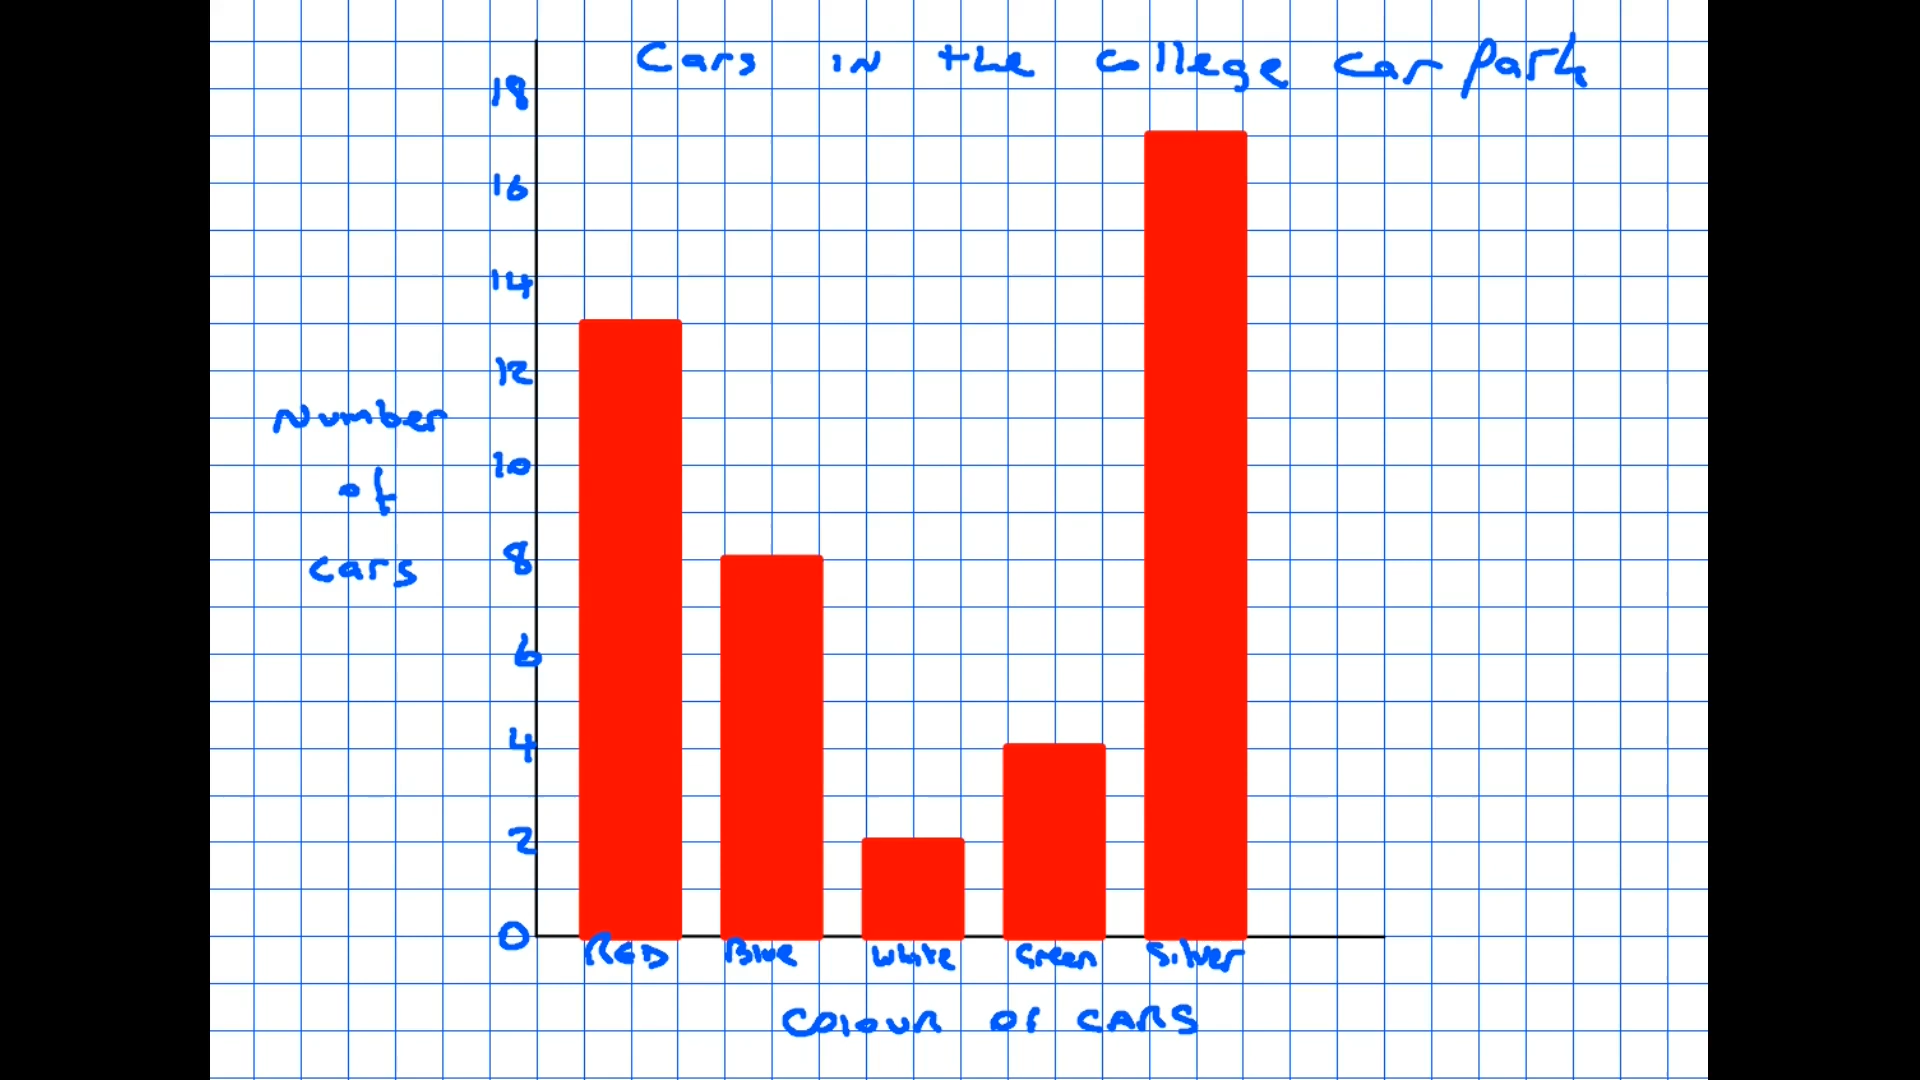 Cars in the college car park
18
16
14
12
Number
10
of
8
cars
6
4
2
0
RED Blue White Green Silver
COLOUR OF CARS